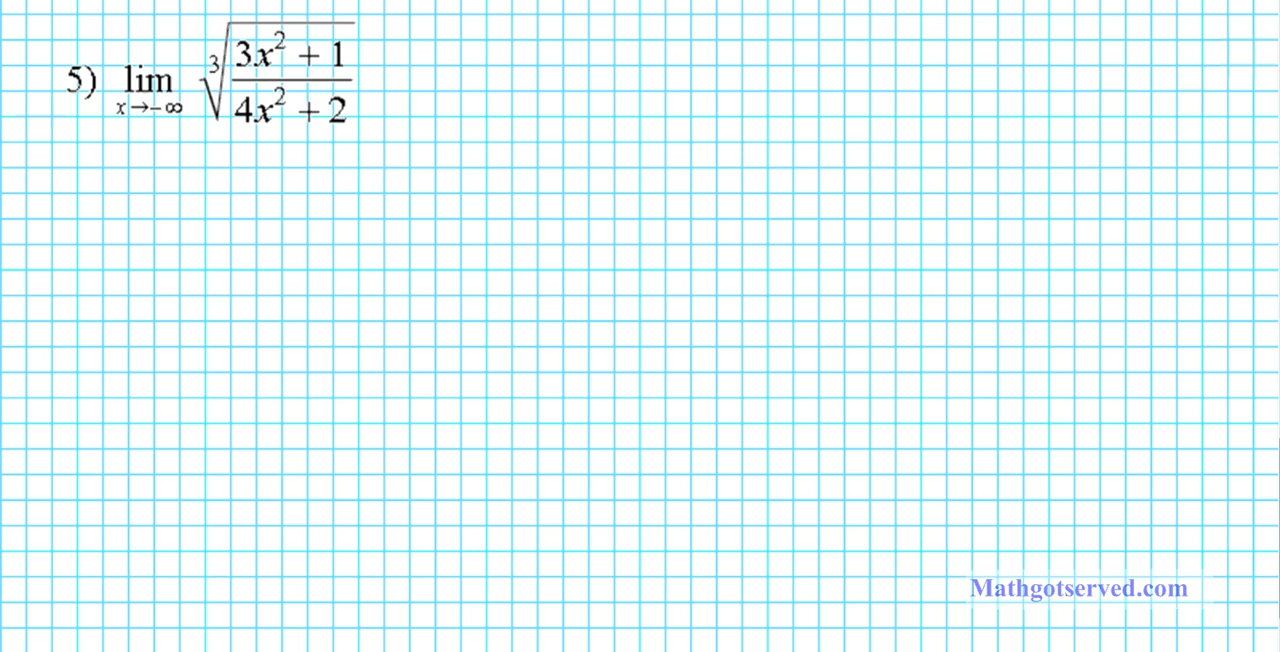 5) lim x→-∞ ∛((3x² + 1)/(4x² + 2))
Mathgotserved.com